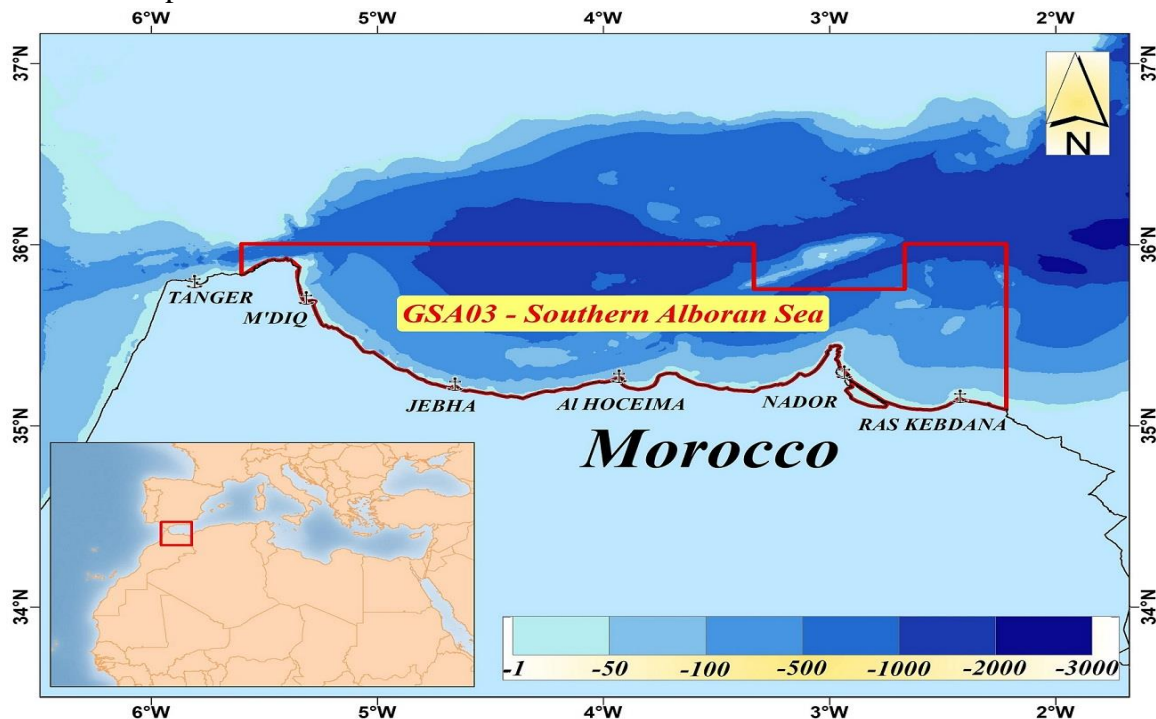 6°W 5°W 4°W 3°W 2°W
37°N 37°N
N
36°N 36°N
TANGER
M'DIQ
GSA03 - Southern Alboran Sea
JEBHA
Al HOCEIMA
NADOR
RAS KEBDANA
35°N 35°N
Morocco
34°N 34°N
-1 -50 -100 -500 -1000 -2000 -3000
6°W 5°W 4°W 3°W 2°W